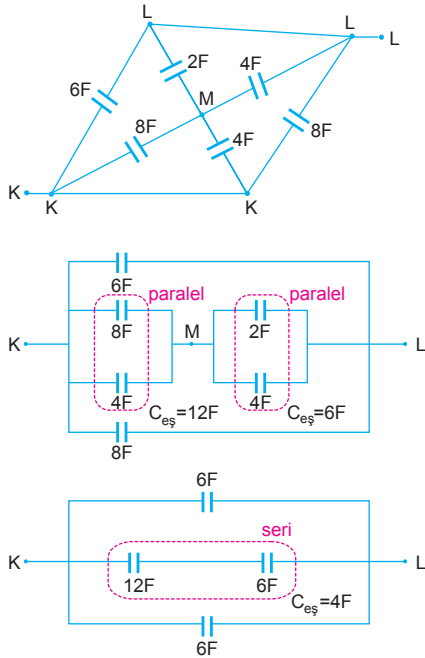 L
L
L
2F
4F
6F
M
8F
4F
8F
K
K
K
6F
paralel
paralel
8F
2F
K
M
L
4F
Ceş=12F
4F
Ceş=6F
8F
6F
seri
K
L
12F
6F
Ceş=4F
6F